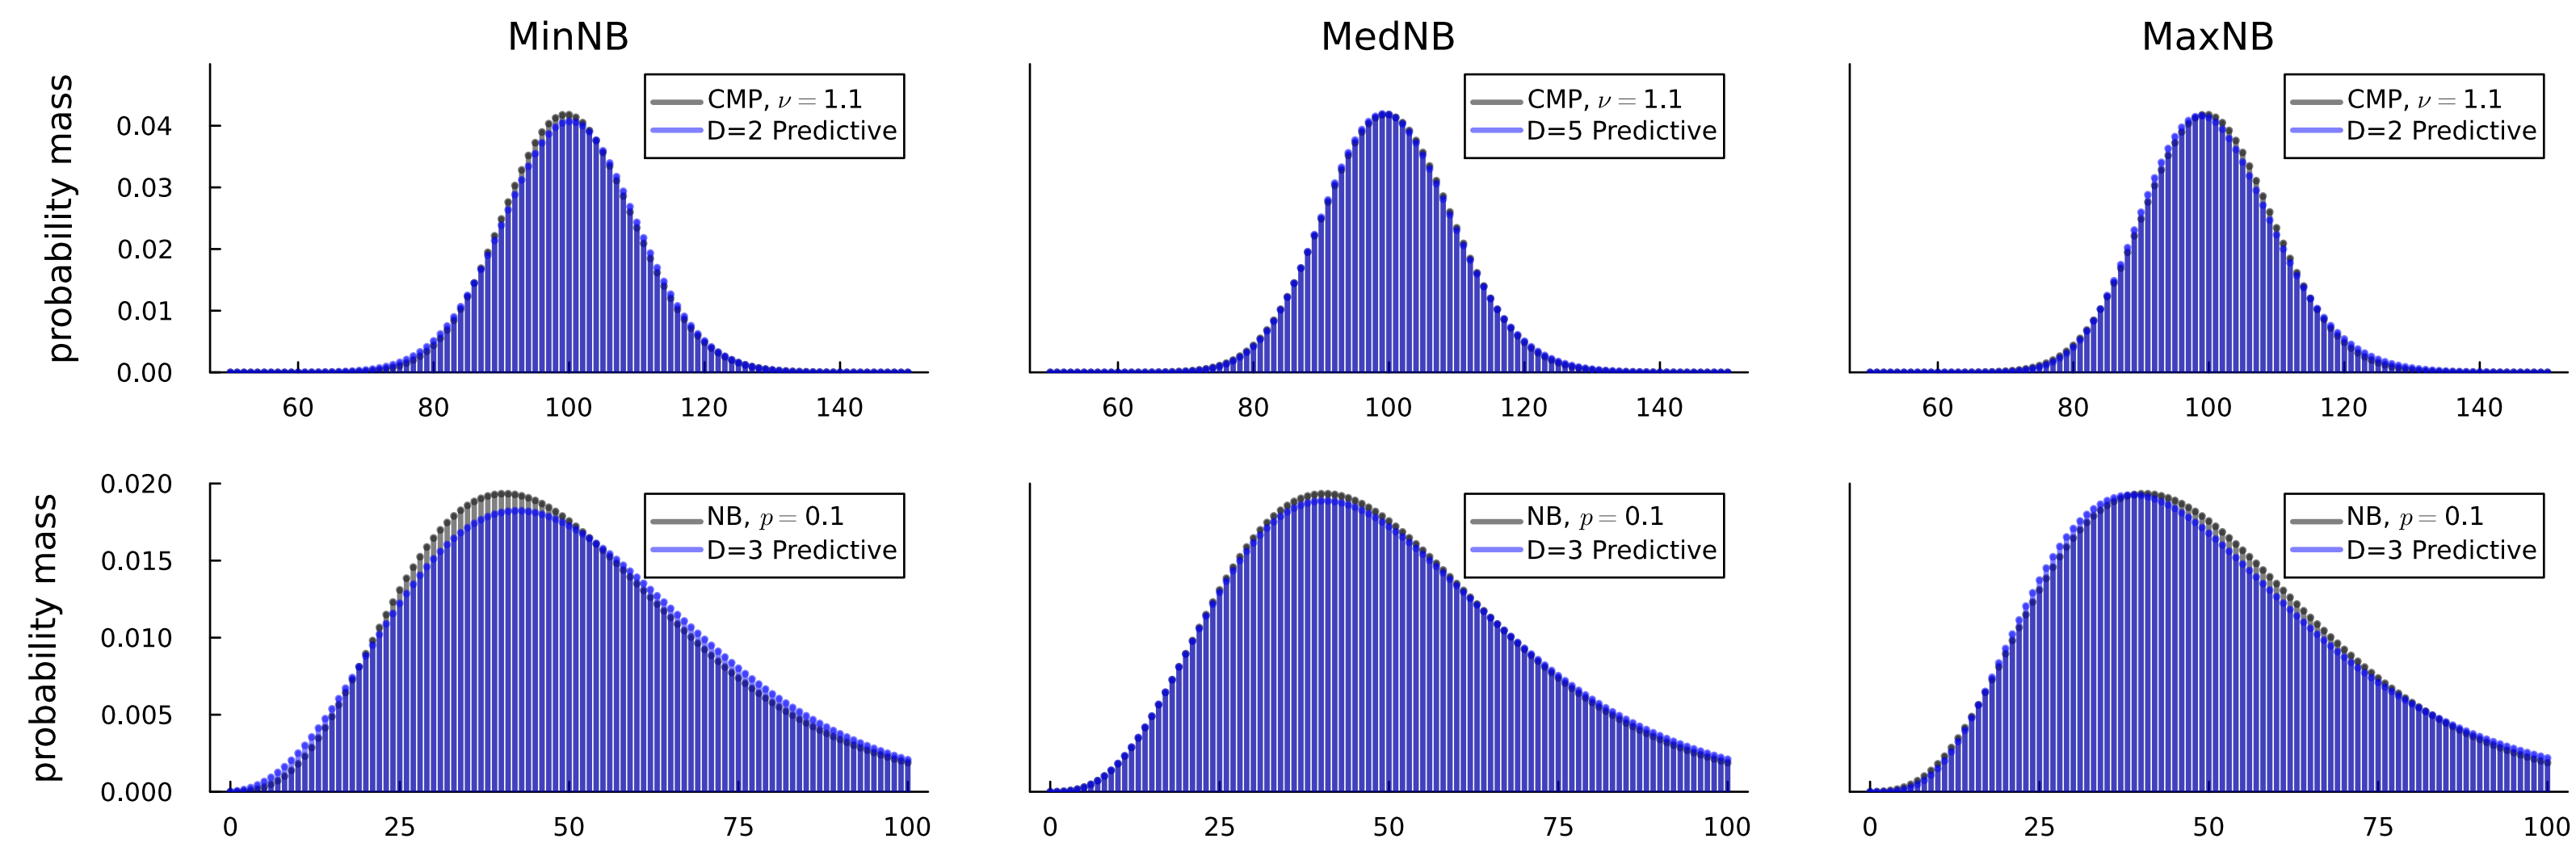 MinNB
MedNB
MaxNB
probability mass
0.04
0.03
0.02
0.01
0.00
CMP, ν = 1.1
D=2 Predictive
60 80 100 120 140
CMP, ν = 1.1
D=5 Predictive
60 80 100 120 140
CMP, ν = 1.1
D=2 Predictive
60 80 100 120 140
probability mass
0.020
0.015
0.010
0.005
0.000
NB, p = 0.1
D=3 Predictive
0 25 50 75 100
NB, p = 0.1
D=3 Predictive
0 25 50 75 100
NB, p = 0.1
D=3 Predictive
0 25 50 75 100